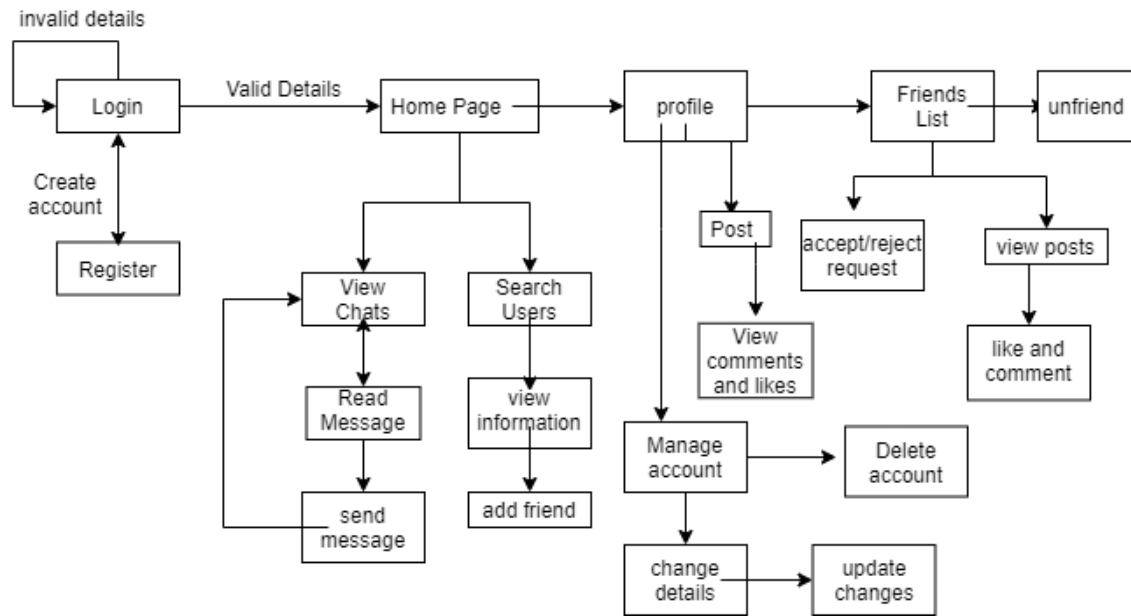 invalid details
Login
Valid Details
Home Page
profile
Friends
List
unfriend
Create
account
Register
Post
accept/reject
request
view posts
View
Chats
Search
Users
View
comments
and likes
like and
comment
Read
Message
view
information
Manage
account
Delete
account
send
message
add friend
change
details
update
changes